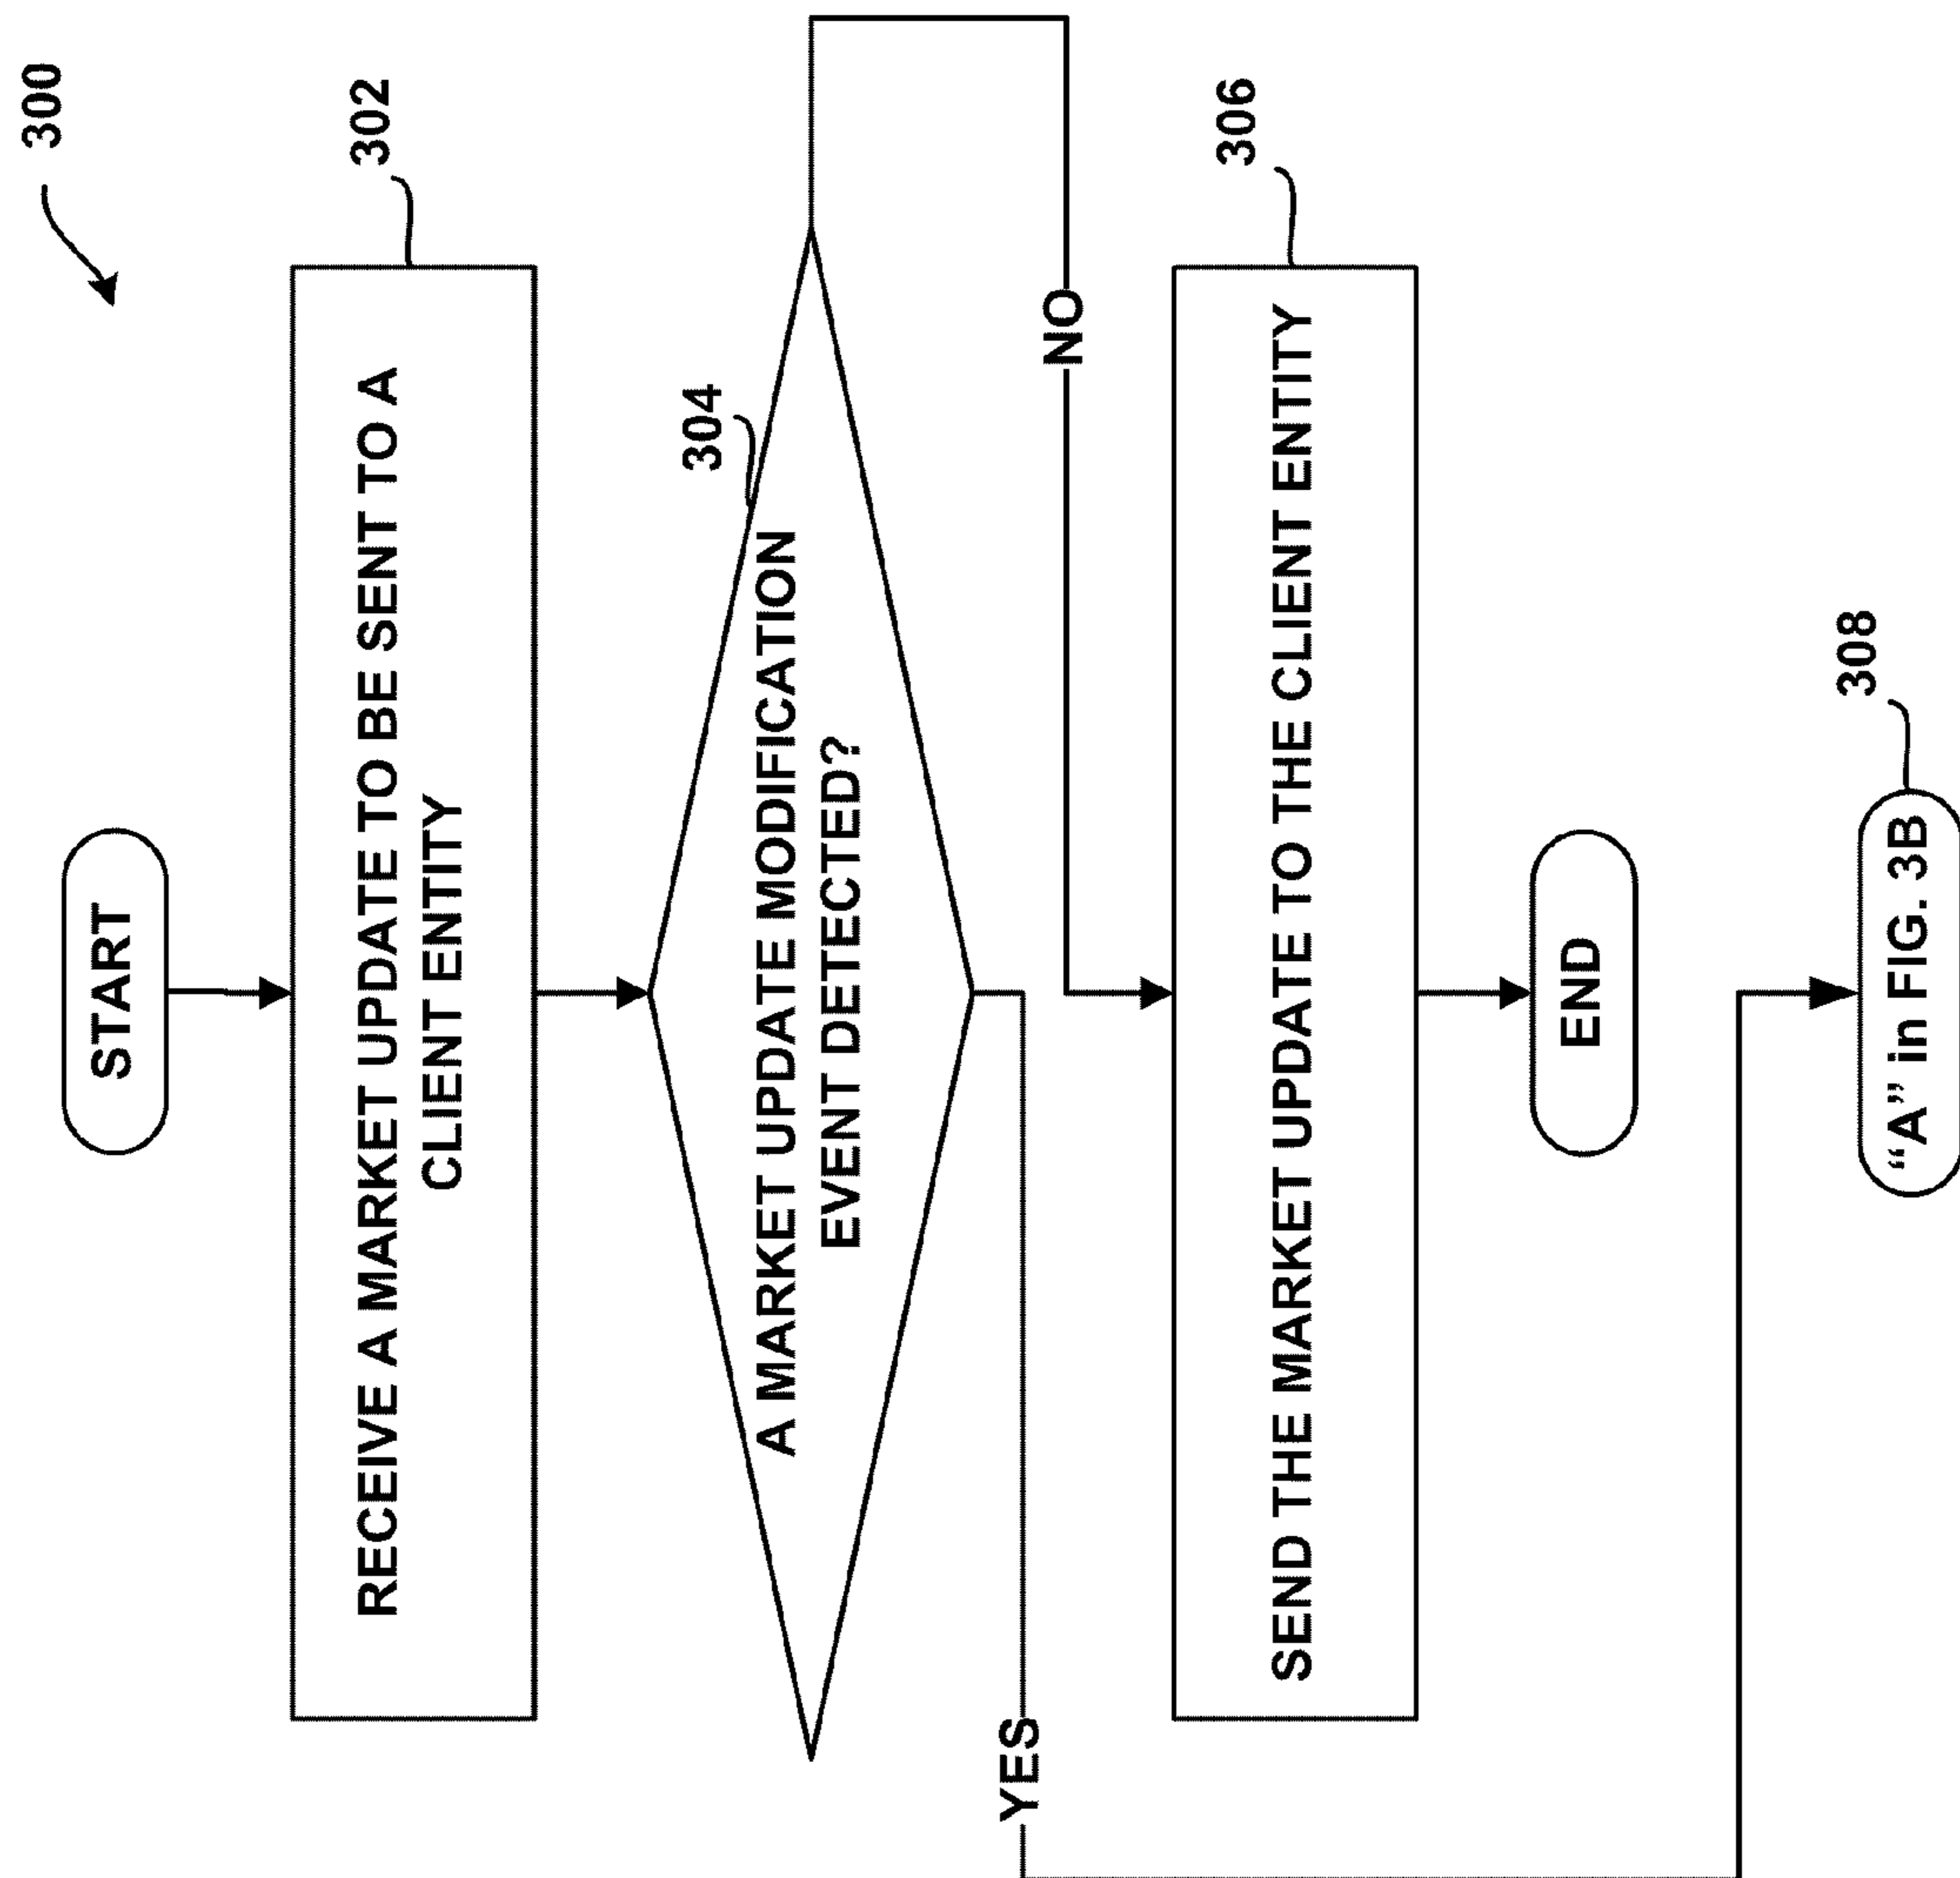 300
START
302
RECEIVE A MARKET UPDATE TO BE SENT TO A
CLIENT ENTITY
304
A MARKET UPDATE MODIFICATION
EVENT DETECTED?
YES
NO
306
SEND THE MARKET UPDATE TO THE CLIENT ENTITY
END
308
“A” in FIG. 3B